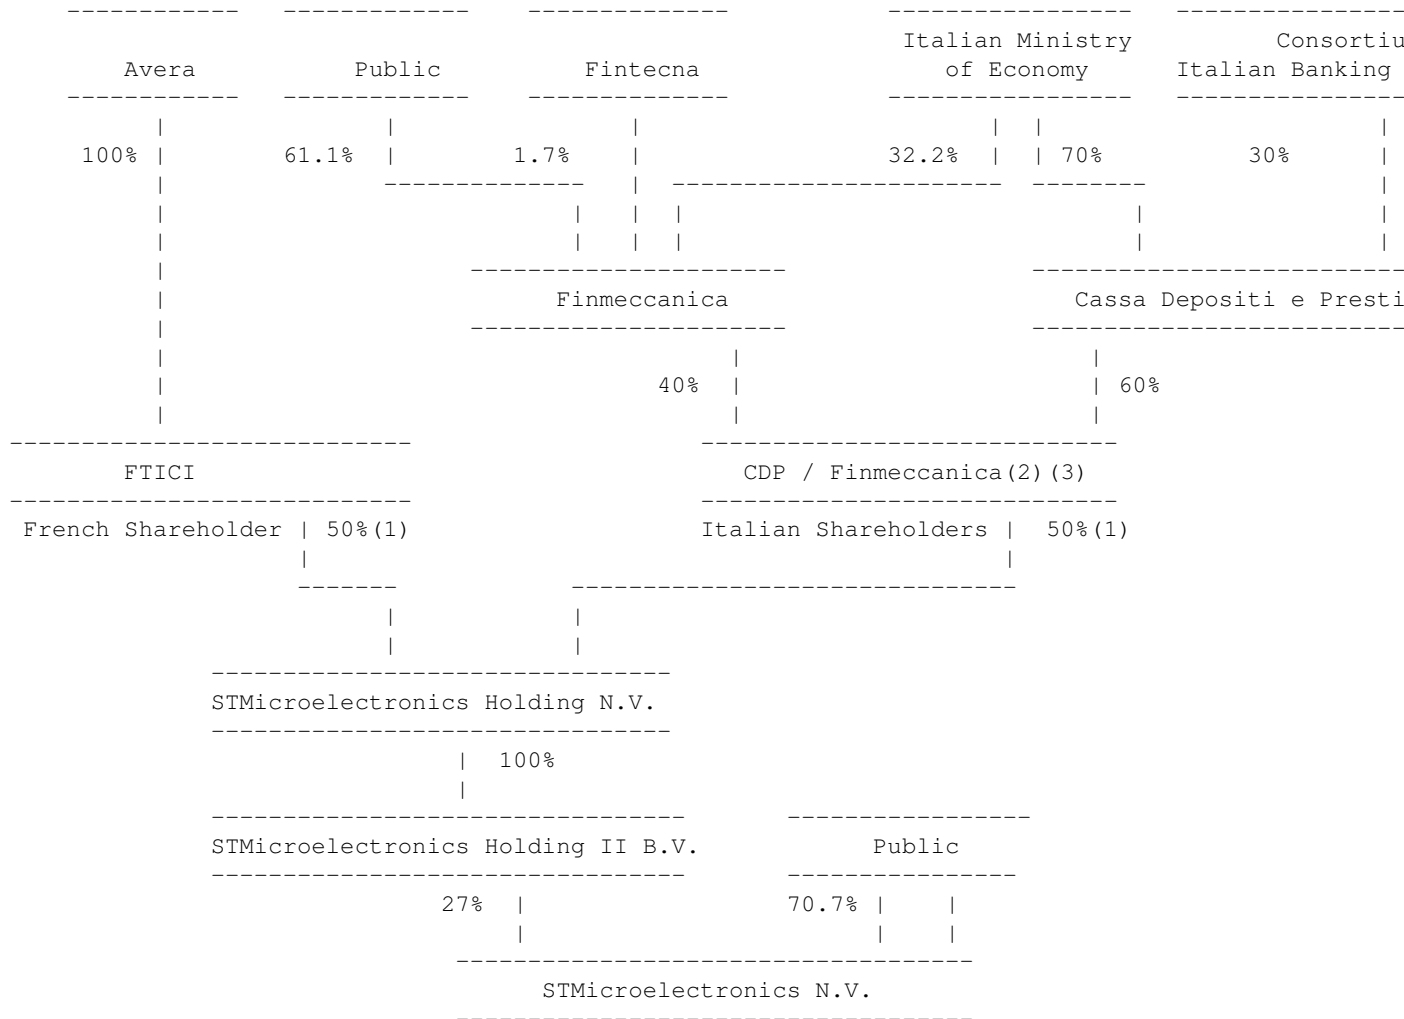 Italian Ministry Consortiu
Avera Public Fintecna of Economy Italian Banking
100% 61.1% 1.7% 32.2% 70% 30%
Finmeccanica Cassa Depositi e Presti
40% 60%
FTICI CDP / Finmeccanica(2)(3)
French Shareholder | 50%(1) Italian Shareholders | 50%(1)
STMicroelectronics Holding N.V.
100%
STMicroelectronics Holding II B.V. Public
27% 70.7%
STMicroelectronics N.V.